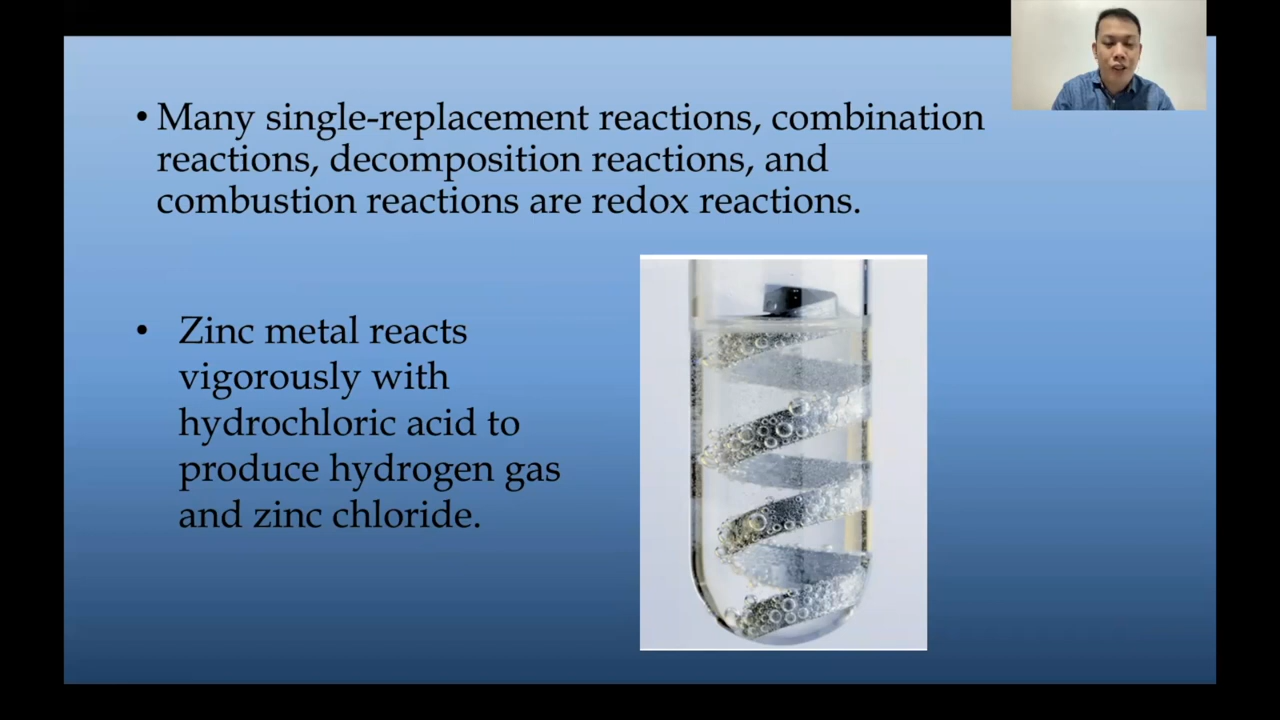 • Many single-replacement reactions, combination
reactions, decomposition reactions, and
combustion reactions are redox reactions.
• Zinc metal reacts
vigorously with
hydrochloric acid to
produce hydrogen gas
and zinc chloride.